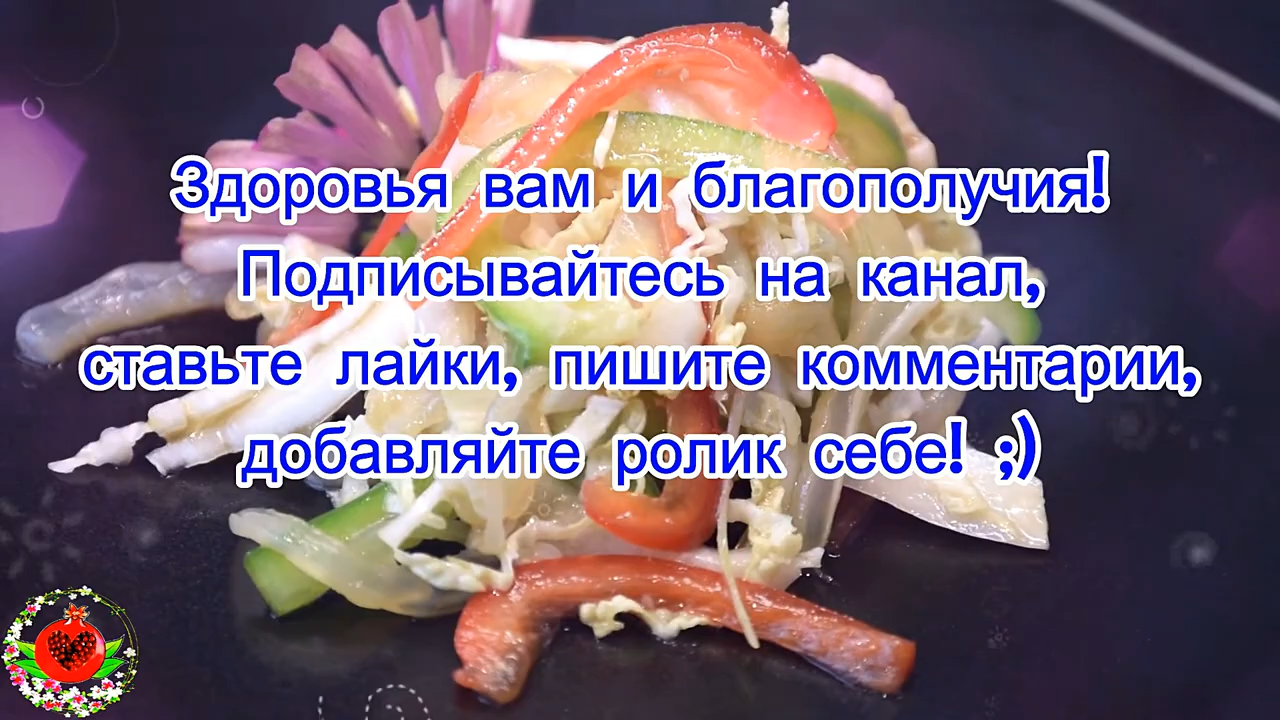 Здоровья вам и благополучия!
Подписывайтесь на канал,
ставьте лайки, пишите комментарии,
добавляйте ролик себе! ;)